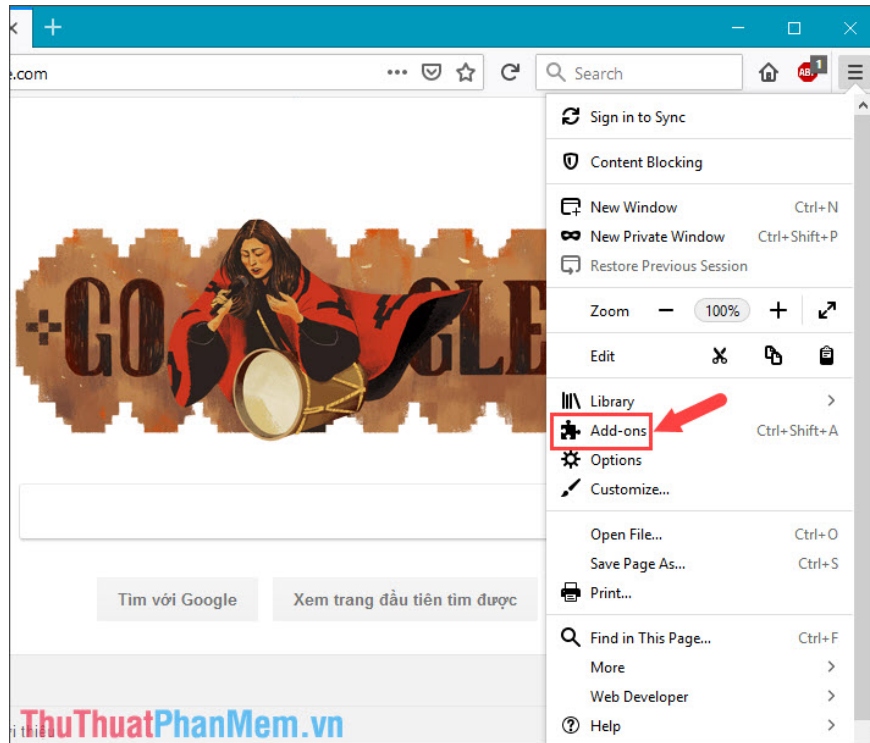 e.com
Search
ABP
1
Sign in to Sync
Content Blocking
New Window Ctrl+N
New Private Window Ctrl+Shift+P
Restore Previous Session
Zoom 100%
Edit
Library
Add-ons Ctrl+Shift+A
Options
Customize...
Open File... Ctrl+O
Save Page As... Ctrl+S
Print...
Find in This Page... Ctrl+F
More
Web Developer
Help
GO GLE
Tìm với Google Xem trang đầu tiên tìm được
ThuThuatPhanMem.vn